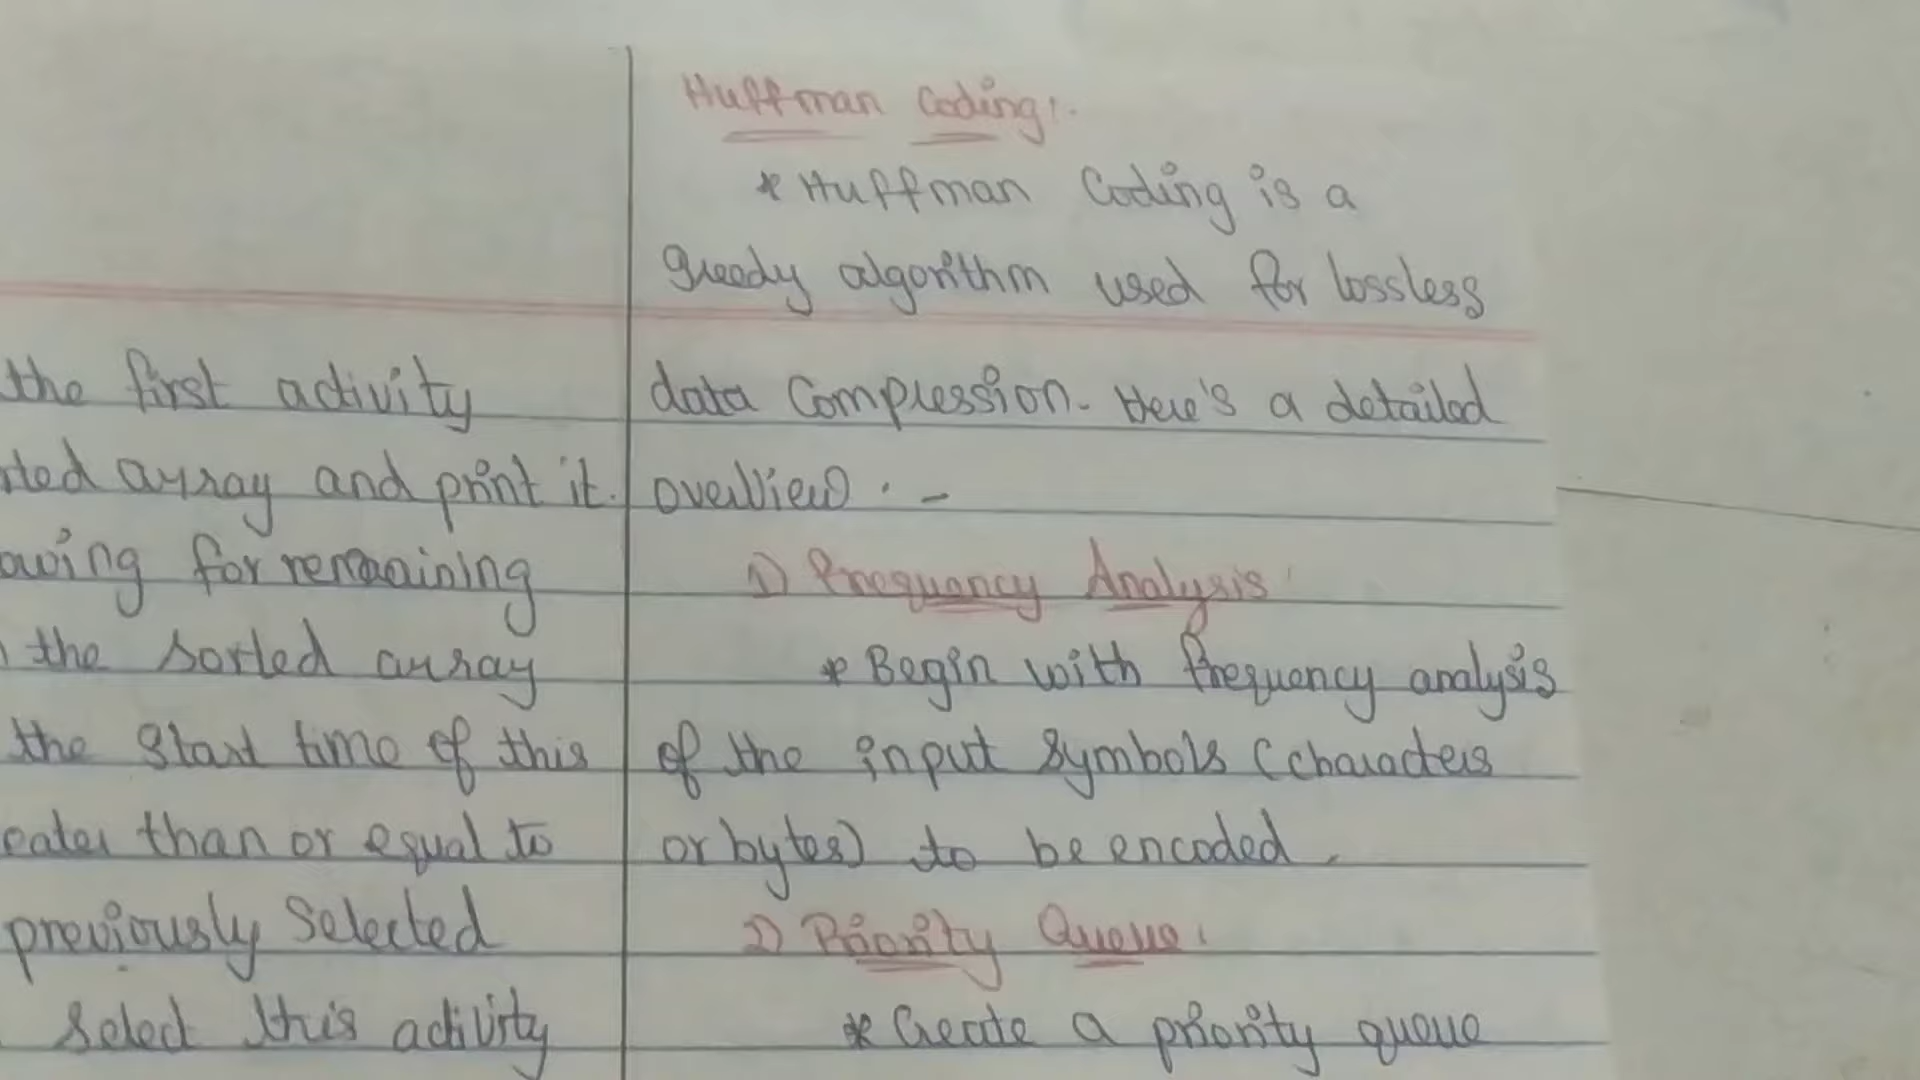 the first activity
rted array and print it.
owing for remaining
the sorted array
the start time of this
eater than or equal to
previously selected
select this activity
Huffman Coding:-
* Huffman Coding is a
greedy algorithm used for lossless
data Compression. Here's a detailed
overview :-
1) Frequency Analysis:
* Begin with frequency analysis
of the input symbols (characters
or bytes) to be encoded.
2) Priority Queue:
* Create a priority queue